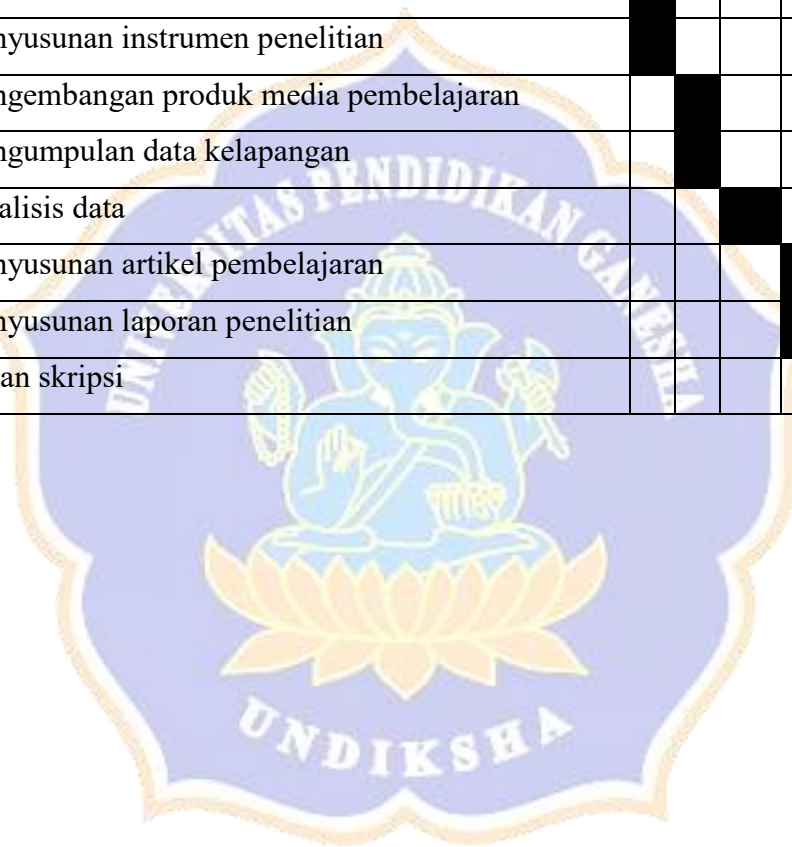 nyusunan instrumen penelitian
ngembangan produk media pembelajaran
ngumpulan data kelapangan
alisis data
nyusunan artikel pembelajaran
nyusunan laporan penelitian
an skripsi
UNIVERSITAS PENDIDIKAN GANESHA
UNDIKSHA